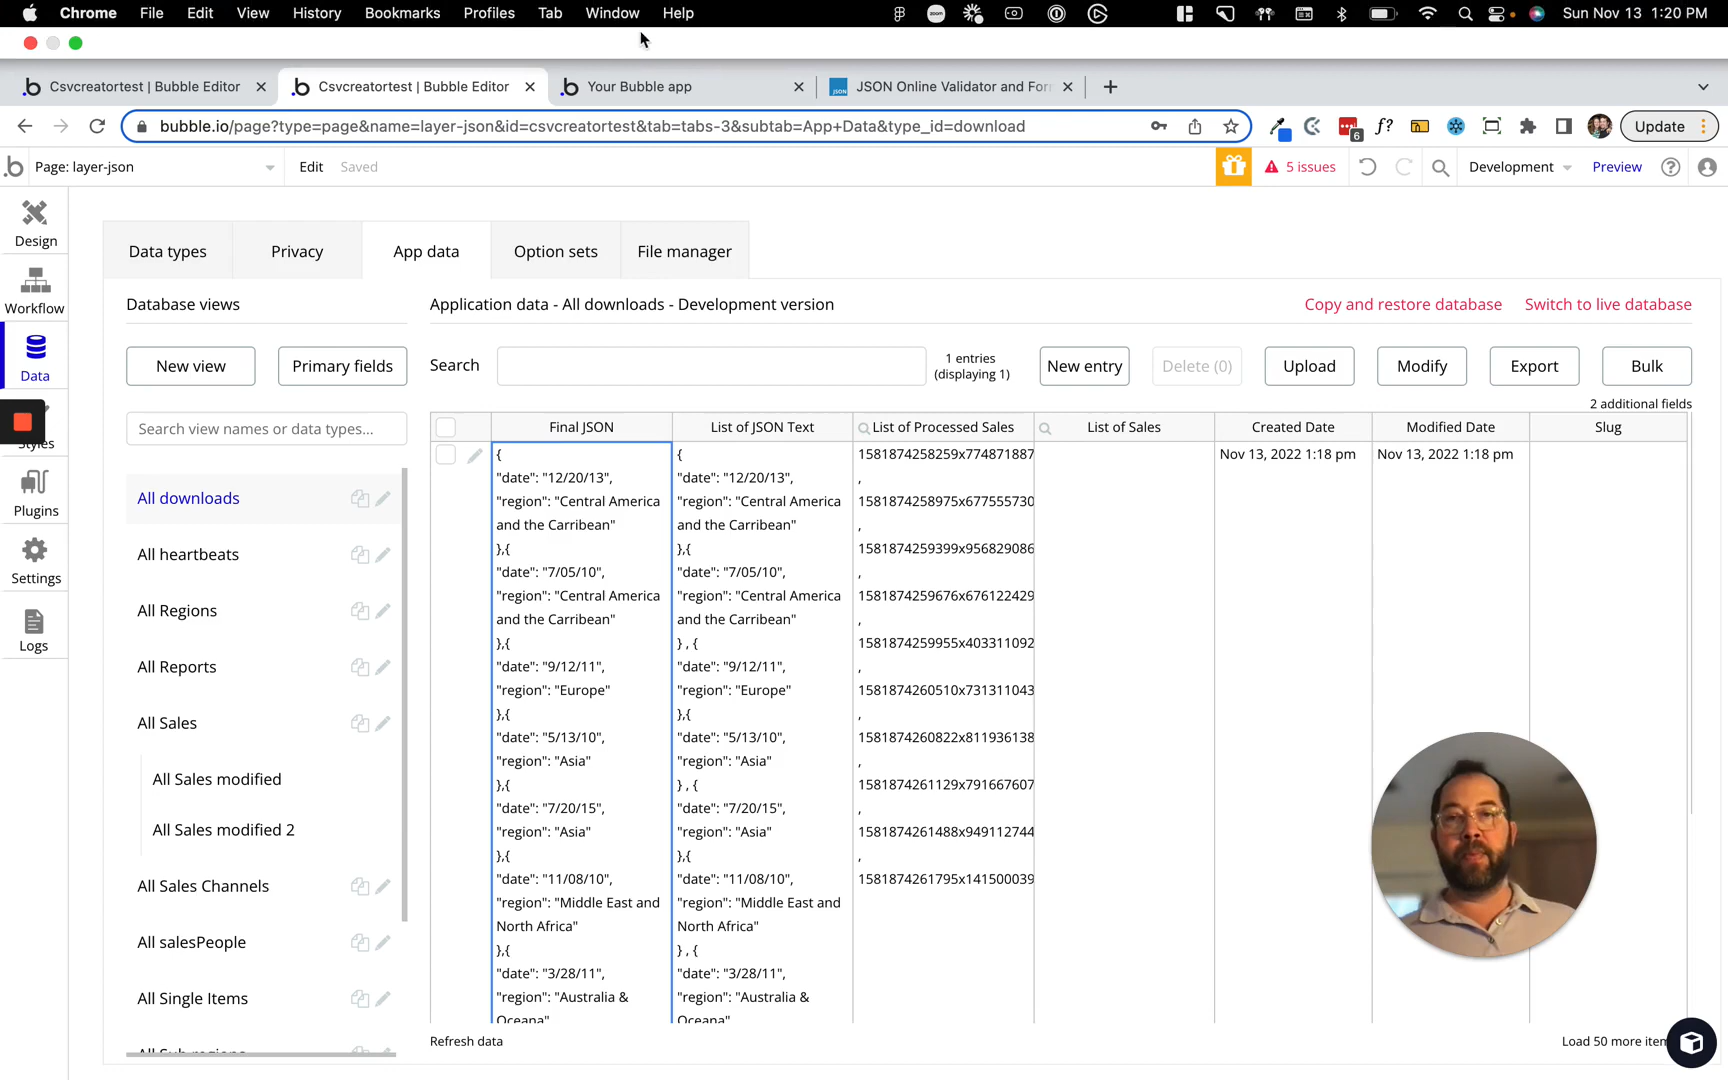 Chrome File Edit View History Bookmarks Profiles Tab Window Help Sun Nov 13 1:20 PM
Csvcreatortest | Bubble Editor Csvcreatortest | Bubble Editor Your Bubble app JSON Online Validator and For
bubble.io/page?type=page&name=layer-json&id=csvcreatortest&tab=tabs-3&subtab=App+Data&type_id=download 6 f? Update
Page: layer-json Edit Saved 5 issues Development Preview
Design
Workflow
Data
Styles
Plugins
Settings
Logs
Data types Privacy App data Option sets File manager
Database views
New view Primary fields
Search view names or data types...
All downloads
All heartbeats
All Regions
All Reports
All Sales
All Sales modified
All Sales modified 2
All Sales Channels
All salesPeople
All Single Items
All Sub regions
Application data - All downloads - Development version Copy and restore database Switch to live database
Search 1 entries
(displaying 1)
New entry Delete (0) Upload Modify Export Bulk
2 additional fields
Final JSON List of JSON Text List of Processed Sales List of Sales Created Date Modified Date Slug
{ { 1581874258259x774871887 Nov 13, 2022 1:18 pm Nov 13, 2022 1:18 pm
"date": "12/20/13", "date": "12/20/13", ,
"region": "Central America "region": "Central America 1581874258975x677555730
and the Carribean" and the Carribean" ,
},{ },{ 1581874259399x956829086
"date": "7/05/10", "date": "7/05/10", ,
"region": "Central America "region": "Central America 1581874259676x676122429
and the Carribean" and the Carribean" ,
},{ } , { 1581874259955x403311092
"date": "9/12/11", "date": "9/12/11", ,
"region": "Europe" "region": "Europe" 1581874260510x731311043
},{ },{ ,
"date": "5/13/10", "date": "5/13/10", 1581874260822x811936138
"region": "Asia" "region": "Asia" ,
},{ } , { 1581874261129x791667607
"date": "7/20/15", "date": "7/20/15", ,
"region": "Asia" "region": "Asia" 1581874261488x949112744
},{ },{ ,
"date": "11/08/10", "date": "11/08/10", 1581874261795x141500039
"region": "Middle East and "region": "Middle East and
North Africa" North Africa"
},{ } , {
"date": "3/28/11", "date": "3/28/11",
"region": "Australia & "region": "Australia &
Oceana" Oceana"
Refresh data Load 50 more item